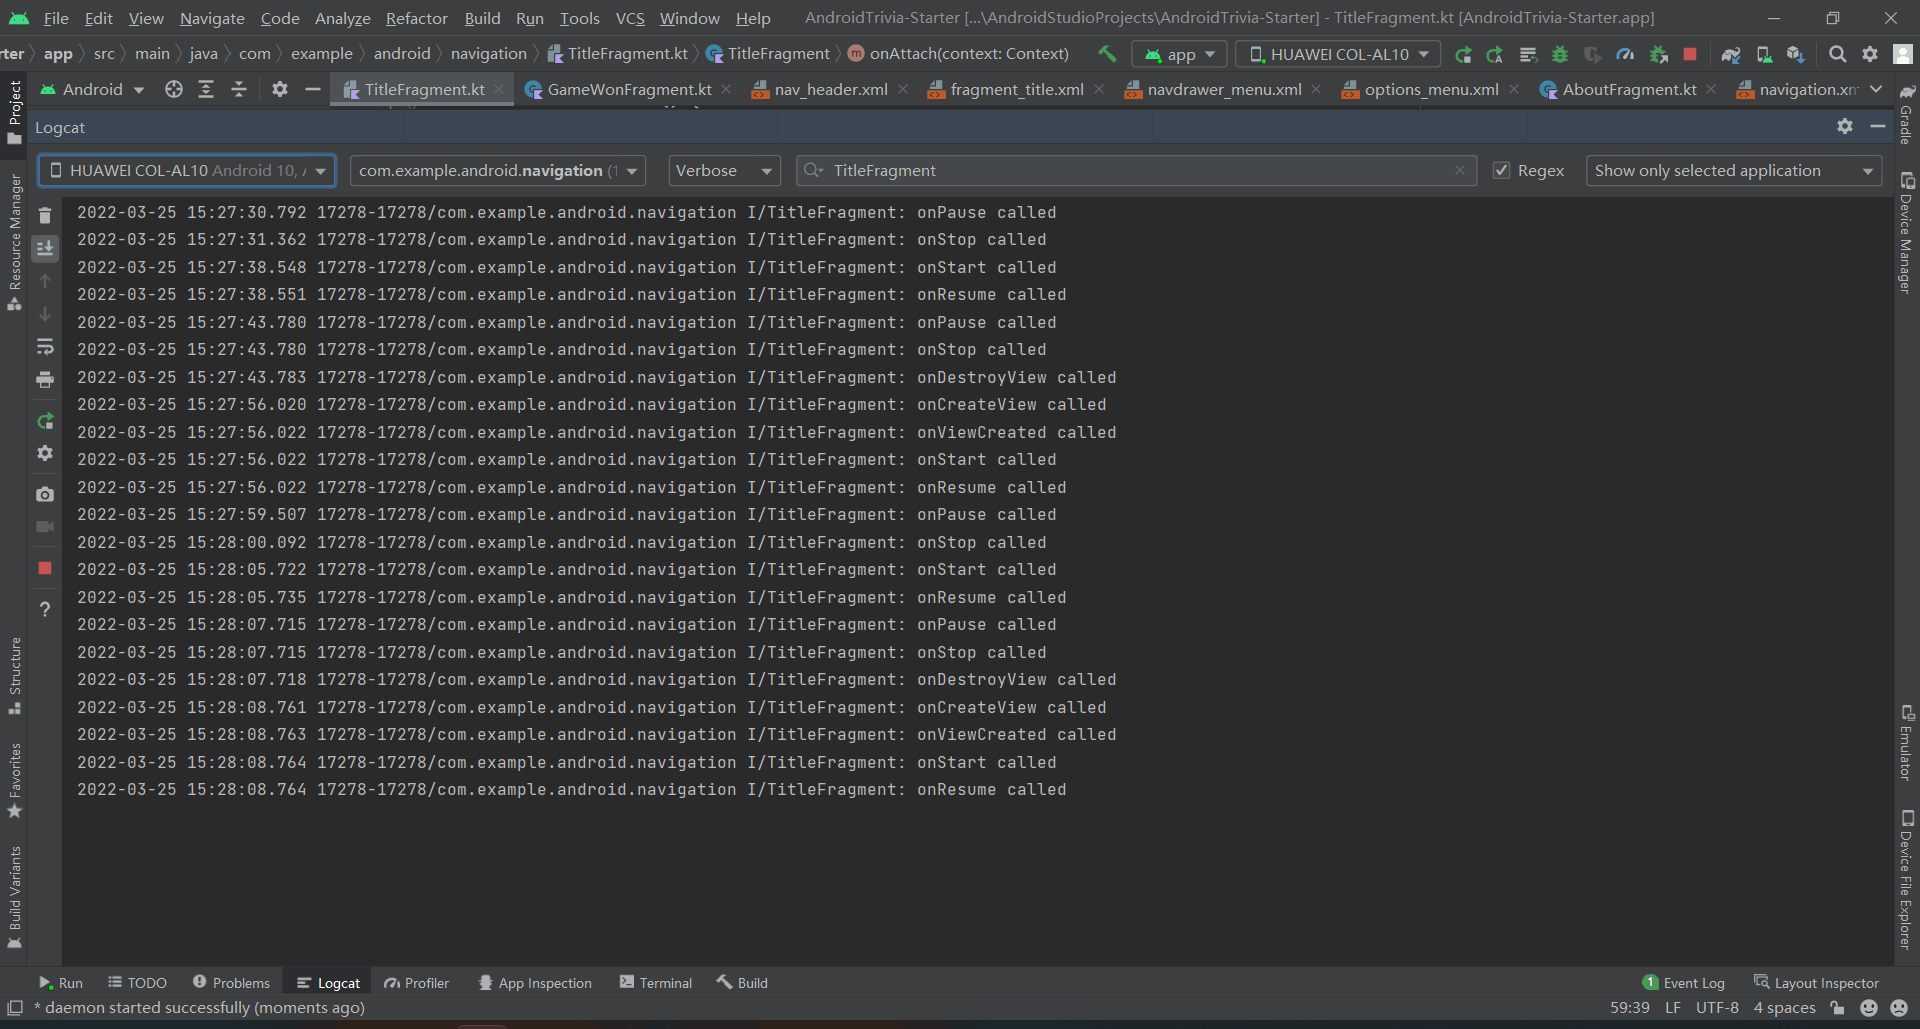 File Edit View Navigate Code Analyze Refactor Build Run Tools VCS Window Help AndroidTrivia-Starter [...\AndroidStudioProjects\AndroidTrivia-Starter] - TitleFragment.kt [AndroidTrivia-Starter.app]
rter app src main java com example android navigation TitleFragment.kt TitleFragment onAttach(context: Context) app HUAWEI COL-AL10
Android TitleFragment.kt GameWonFragment.kt nav_header.xml fragment_title.xml navdrawer_menu.xml options_menu.xml AboutFragment.kt navigation.xm
Logcat
HUAWEI COL-AL10 Android 10, com.example.android.navigation (1 Verbose TitleFragment Regex Show only selected application
2022-03-25 15:27:30.792 17278-17278/com.example.android.navigation I/TitleFragment: onPause called
2022-03-25 15:27:31.362 17278-17278/com.example.android.navigation I/TitleFragment: onStop called
2022-03-25 15:27:38.548 17278-17278/com.example.android.navigation I/TitleFragment: onStart called
2022-03-25 15:27:38.551 17278-17278/com.example.android.navigation I/TitleFragment: onResume called
2022-03-25 15:27:43.780 17278-17278/com.example.android.navigation I/TitleFragment: onPause called
2022-03-25 15:27:43.780 17278-17278/com.example.android.navigation I/TitleFragment: onStop called
2022-03-25 15:27:43.783 17278-17278/com.example.android.navigation I/TitleFragment: onDestroyView called
2022-03-25 15:27:56.020 17278-17278/com.example.android.navigation I/TitleFragment: onCreateView called
2022-03-25 15:27:56.022 17278-17278/com.example.android.navigation I/TitleFragment: onViewCreated called
2022-03-25 15:27:56.022 17278-17278/com.example.android.navigation I/TitleFragment: onStart called
2022-03-25 15:27:56.022 17278-17278/com.example.android.navigation I/TitleFragment: onResume called
2022-03-25 15:27:59.507 17278-17278/com.example.android.navigation I/TitleFragment: onPause called
2022-03-25 15:28:00.092 17278-17278/com.example.android.navigation I/TitleFragment: onStop called
2022-03-25 15:28:05.722 17278-17278/com.example.android.navigation I/TitleFragment: onStart called
2022-03-25 15:28:05.735 17278-17278/com.example.android.navigation I/TitleFragment: onResume called
2022-03-25 15:28:07.715 17278-17278/com.example.android.navigation I/TitleFragment: onPause called
2022-03-25 15:28:07.715 17278-17278/com.example.android.navigation I/TitleFragment: onStop called
2022-03-25 15:28:07.718 17278-17278/com.example.android.navigation I/TitleFragment: onDestroyView called
2022-03-25 15:28:08.761 17278-17278/com.example.android.navigation I/TitleFragment: onCreateView called
2022-03-25 15:28:08.763 17278-17278/com.example.android.navigation I/TitleFragment: onViewCreated called
2022-03-25 15:28:08.764 17278-17278/com.example.android.navigation I/TitleFragment: onStart called
2022-03-25 15:28:08.764 17278-17278/com.example.android.navigation I/TitleFragment: onResume called
Project
Resource Manager
Structure
Favorites
Build Variants
Gradle
Device Manager
Emulator
Device File Explorer
Run TODO Problems Logcat Profiler App Inspection Terminal Build 1 Event Log Layout Inspector
* daemon started successfully (moments ago) 59:39 LF UTF-8 4 spaces